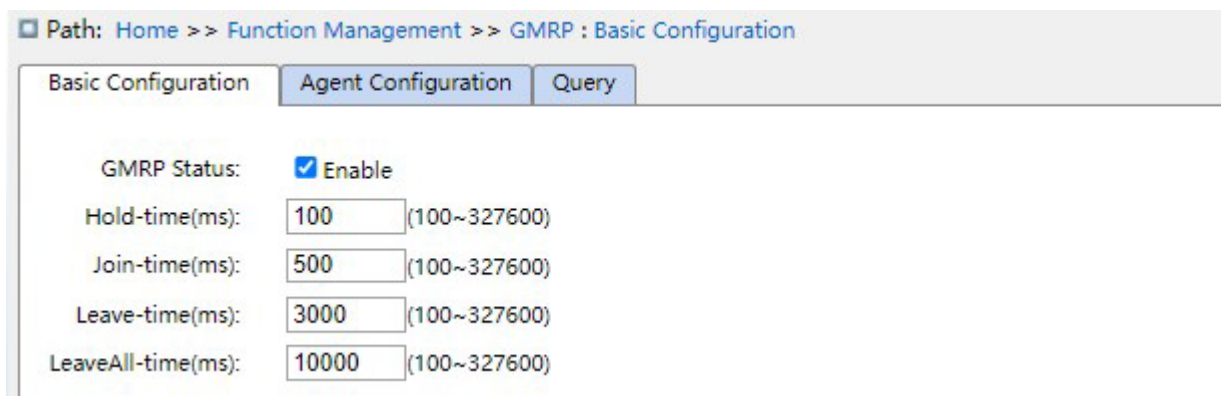 Path: Home >> Function Management >> GMRP : Basic Configuration
Basic Configuration Agent Configuration Query
GMRP Status: Enable
Hold-time(ms): 100 (100~327600)
Join-time(ms): 500 (100~327600)
Leave-time(ms): 3000 (100~327600)
LeaveAll-time(ms): 10000 (100~327600)